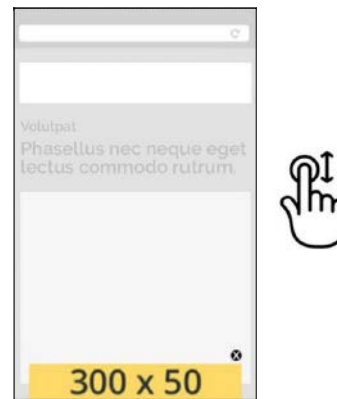 Volutpat
Phasellus nec neque eget
lectus commodo rutrum.
300 x 50